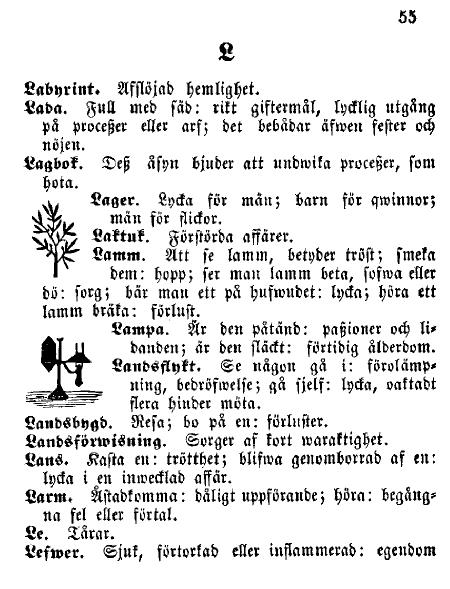 55
L
Labyrint. Afslöjad hemlighet.
Lada. Full med säd: rikt giftermål, lycklig utgång
på proceßer eller arf; det bebådar äfwen fester och
nöjen.
Lagbok. Deß åsyn bjuder att undwika proceßer, som
hota.
Lager. Lycka för män; barn för qwinnor;
män för flickor.
Laktuk. Förstörda affärer.
Lamm. Att se lamm, betyder tröst; smeka
dem: hopp; ser man lamm beta, sofwa eller
dö: sorg; bär man ett på hufwudet: lycka; höra ett
lamm bräka: förlust.
Lampa. Är den påtänd: paßioner och li-
danden; är den släckt: förtidig ålderdom.
Landsflykt. Se någon gå i: förolämp-
ning, bedröfwelse; gå sjelf: lycka, oaktadt
flera hinder möta.
Landsbygd. Resa; bo på en: förluster.
Landsförwisning. Sorger af kort waraktighet.
Lans. Kasta en: trötthet; blifwa genomborrad af en:
lycka i en inwecklad affär.
Larm. Åstadkomma: dåligt uppförande; höra: begång-
na fel eller förtal.
Le. Tårar.
Lefwer. Sjuk, förtorkad eller inflammerad: egendom